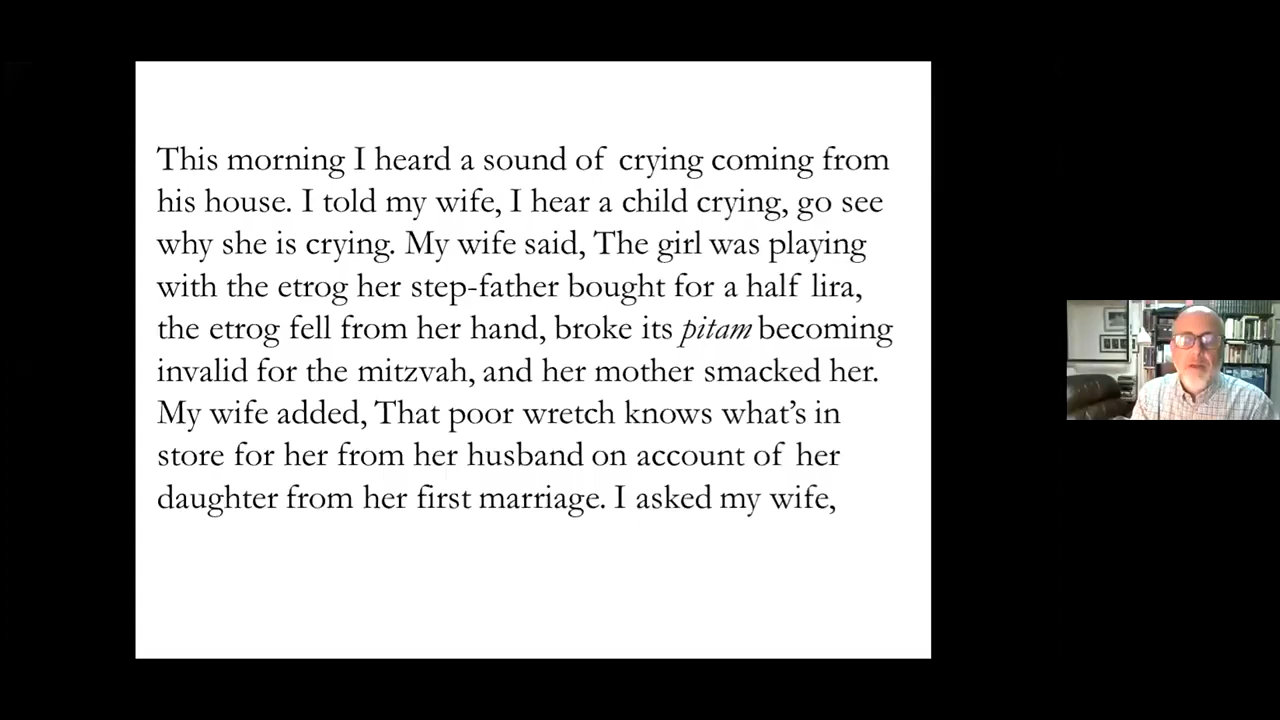 This morning I heard a sound of crying coming from
his house. I told my wife, I hear a child crying, go see
why she is crying. My wife said, The girl was playing
with the etrog her step-father bought for a half lira,
the etrog fell from her hand, broke its pitam becoming
invalid for the mitzvah, and her mother smacked her.
My wife added, That poor wretch knows what’s in
store for her from her husband on account of her
daughter from her first marriage. I asked my wife,